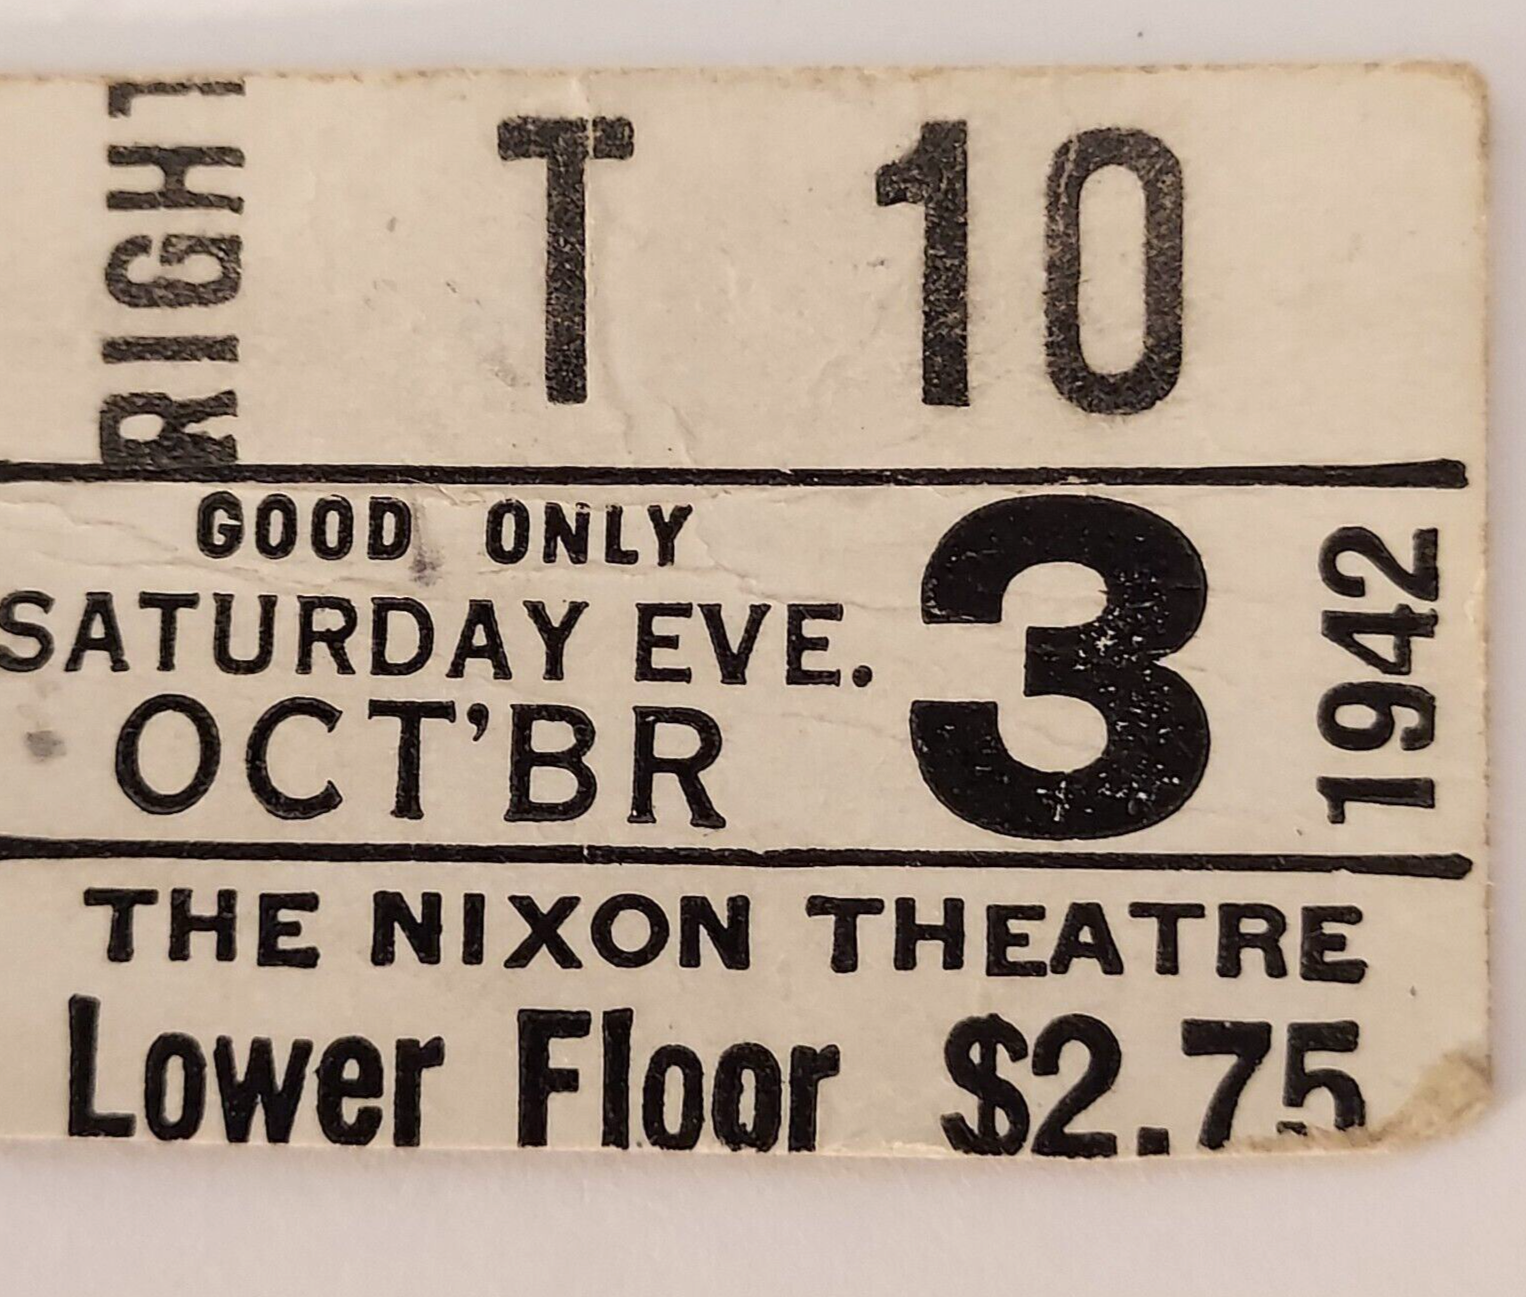 RIGHT
T 10
GOOD ONLY
SATURDAY EVE.
OCT'BR
3
1942
THE NIXON THEATRE
Lower Floor $2.75